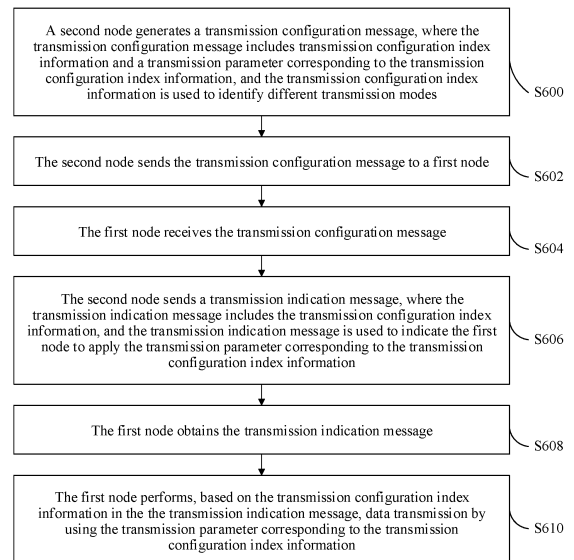 A second node generates a transmission configuration message, where the
transmission configuration message includes transmission configuration index
information and a transmission parameter corresponding to the transmission
configuration index information, and the transmission configuration index
information is used to identify different transmission modes
S600
The second node sends the transmission configuration message to a first node
S602
The first node receives the transmission configuration message
S604
The second node sends a transmission indication message, where the
transmission indication message includes the transmission configuration index
information, and the transmission indication message is used to indicate the first
node to apply the transmission parameter corresponding to the transmission
configuration index information
S606
The first node obtains the transmission indication message
S608
The first node performs, based on the transmission configuration index
information in the the transmission indication message, data transmission by
using the transmission parameter corresponding to the transmission
configuration index information
S610